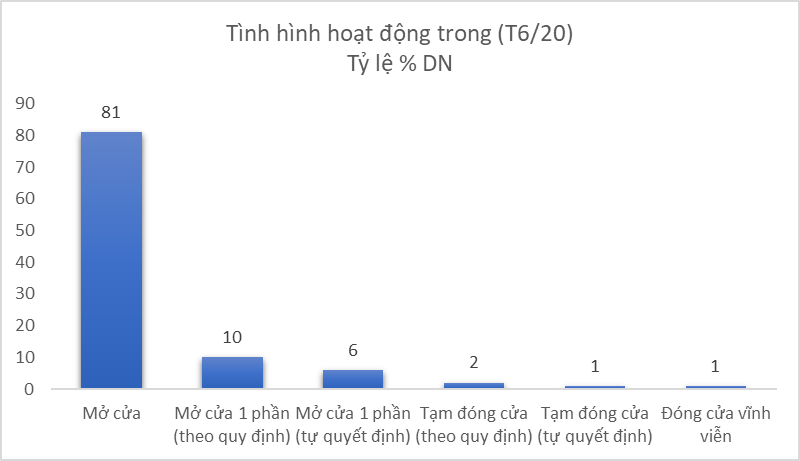 Tình hình hoạt động trong (T6/20)
Tỷ lệ % DN
90
80
70
60
50
40
30
20
10
0
81
10
6
2
1
1
Mở cửa
Mở cửa 1 phần
(theo quy định)
Mở cửa 1 phần
(tự quyết định)
Tạm đóng cửa
(theo quy định)
Tạm đóng cửa
(tự quyết định)
Đóng cửa vĩnh
viễn